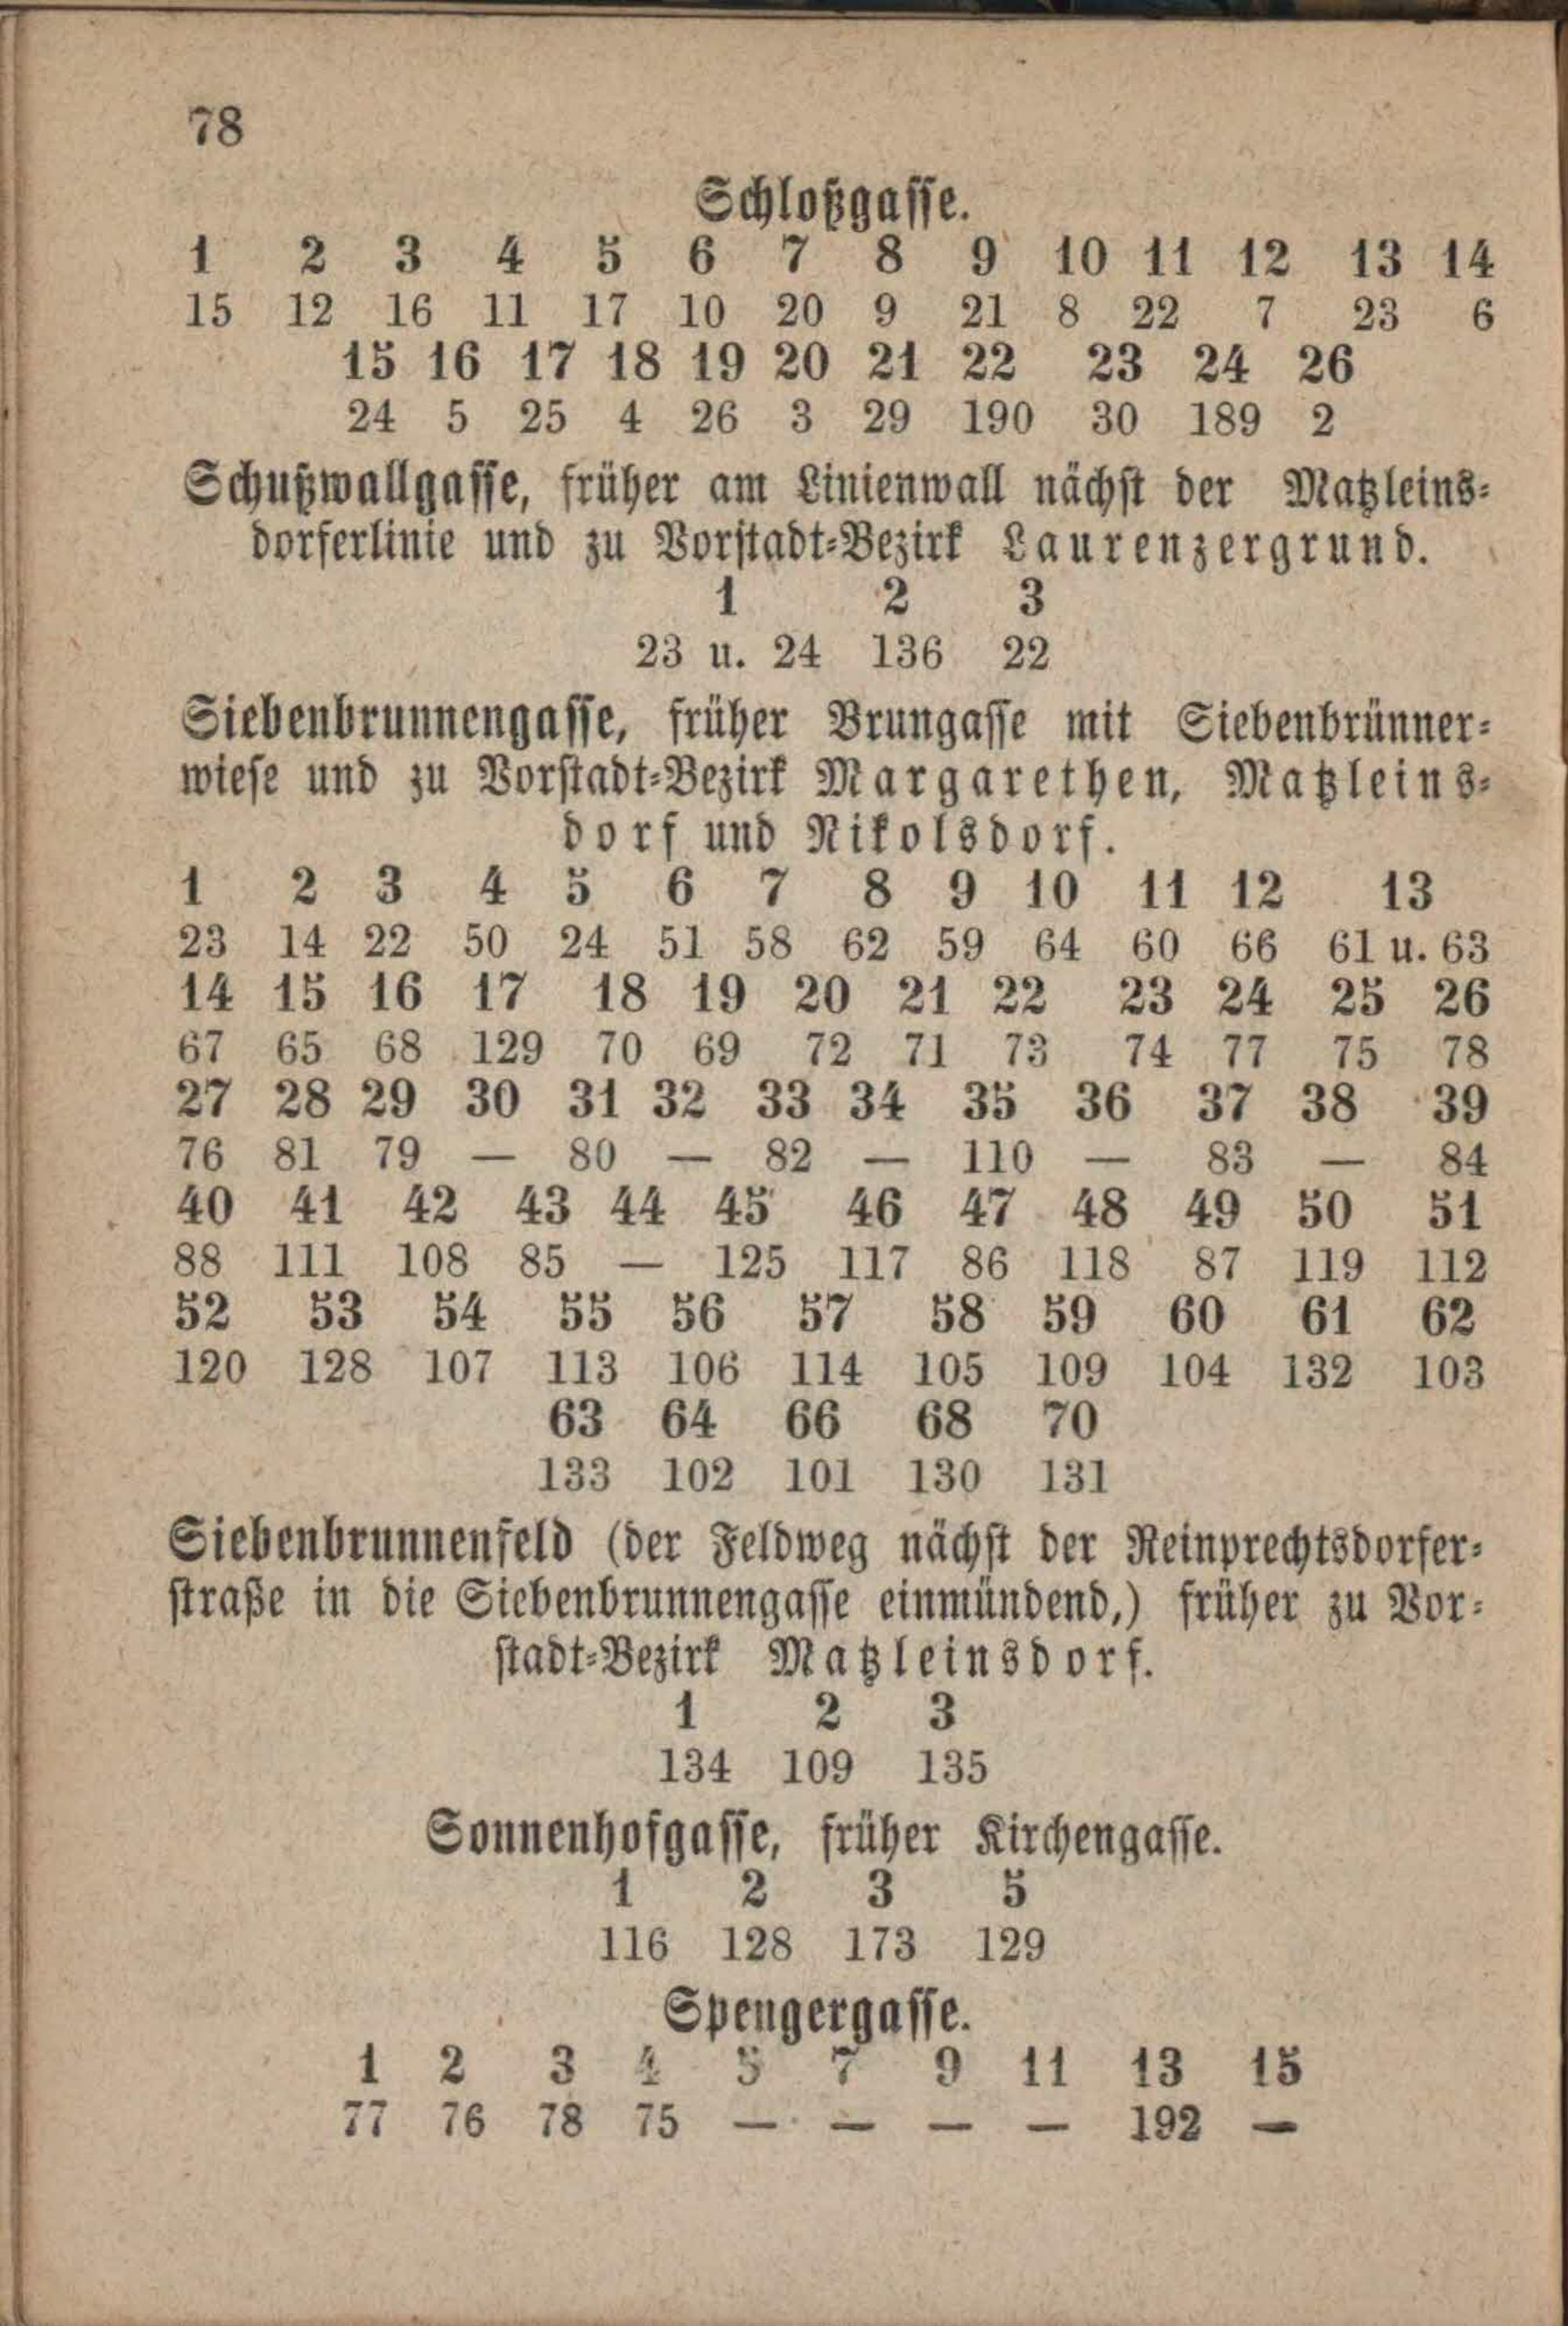 78
Schloßgasse.
1 2 3 4 5 6 7 8 9 10 11 12 13 14
15 12 16 11 17 10 20 9 21 8 22 7 23 6
15 16 17 18 19 20 21 22 23 24 26
24 5 25 4 26 3 29 190 30 189 2
Schußwallgasse, früher am Linienwall nächst der Matzleins-
dorferlinie und zu Vorstadt-Bezirk Laurenzergrund.
1 2 3
23 u. 24 136 22
Siebenbrunnengasse, früher Brungasse mit Siebenbrünner-
wiese und zu Vorstadt-Bezirk Margarethen, Matzleins-
dorf und Nikolsdorf.
1 2 3 4 5 6 7 8 9 10 11 12 13
23 14 22 50 24 51 58 62 59 64 60 66 61 u. 63
14 15 16 17 18 19 20 21 22 23 24 25 26
67 65 68 129 70 69 72 71 73 74 77 75 78
27 28 29 30 31 32 33 34 35 36 37 38 39
76 81 79 — 80 — 82 — 110 — 83 — 84
40 41 42 43 44 45 46 47 48 49 50 51
88 111 108 85 — 125 117 86 118 87 119 112
52 53 54 55 56 57 58 59 60 61 62
120 128 107 113 106 114 105 109 104 132 103
63 64 66 68 70
133 102 101 130 131
Siebenbrunnenfeld (der Feldweg nächst der Reinprechtsdorfer-
straße in die Siebenbrunnengasse einmündend,) früher zu Vor-
stadt-Bezirk Matzleinsdorf.
1 2 3
134 109 135
Sonnenhofgasse, früher Kirchengasse.
1 2 3 5
116 128 173 129
Spengergasse.
1 2 3 4 5 7 9 11 13 15
77 76 78 75 — — — — 192 —